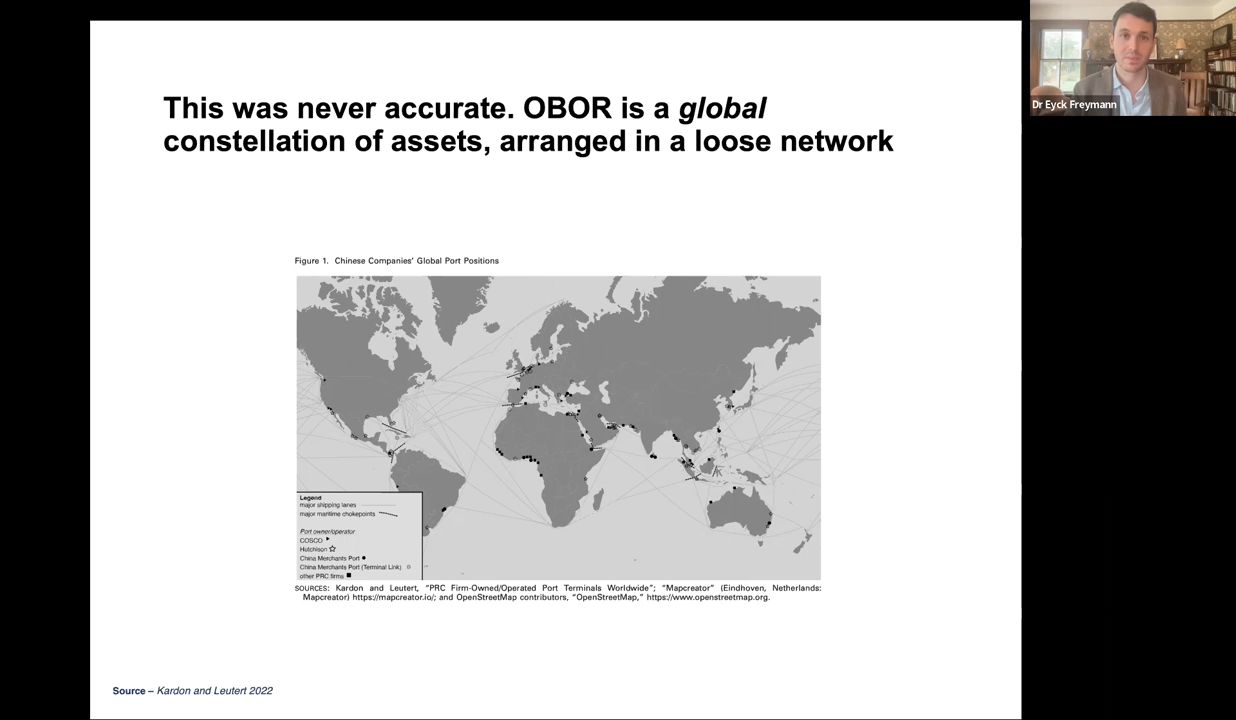 This was never accurate. OBOR is a global
constellation of assets, arranged in a loose network
Dr Eyck Freymann
Figure 1. Chinese Companies' Global Port Positions
Legend
major shipping lanes
major maritime chokepoints
Port owner/operator
COSCO
Hutchison
China Merchants Port
China Merchants Port (Terminal Link)
other PRC firms
SOURCES: Kardon and Leutert, "PRC Firm-Owned/Operated Port Terminals Worldwide"; "Mapcreator" (Eindhoven, Netherlands:
Mapcreator) https://mapcreator.io/; and OpenStreetMap contributors, "OpenStreetMap," https://www.openstreetmap.org.
Source – Kardon and Leutert 2022